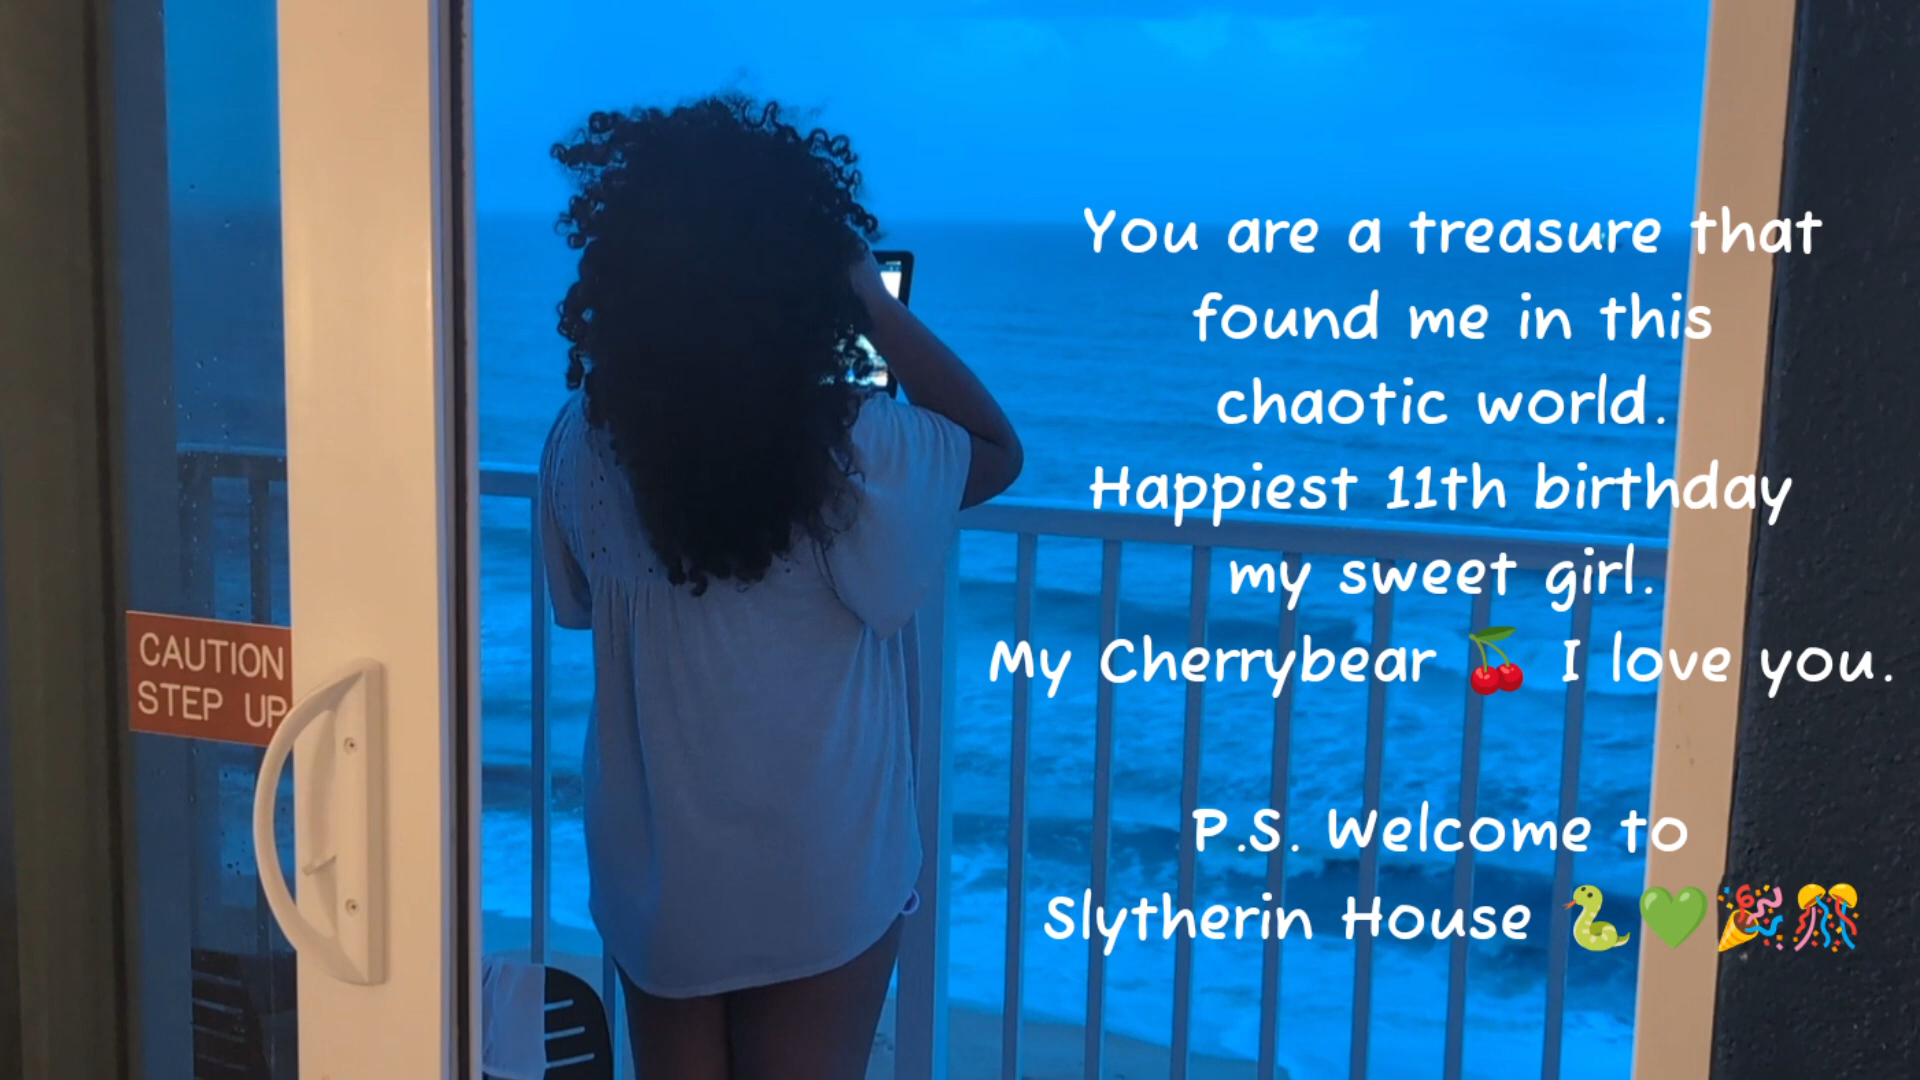 You are a treasure that
found me in this
chaotic world.
Happiest 11th birthday
my sweet girl.
My Cherrybear 🍒 I love you.
P.S. Welcome to
Slytherin House 🐍💚🎉🎊
CAUTION
STEP UP